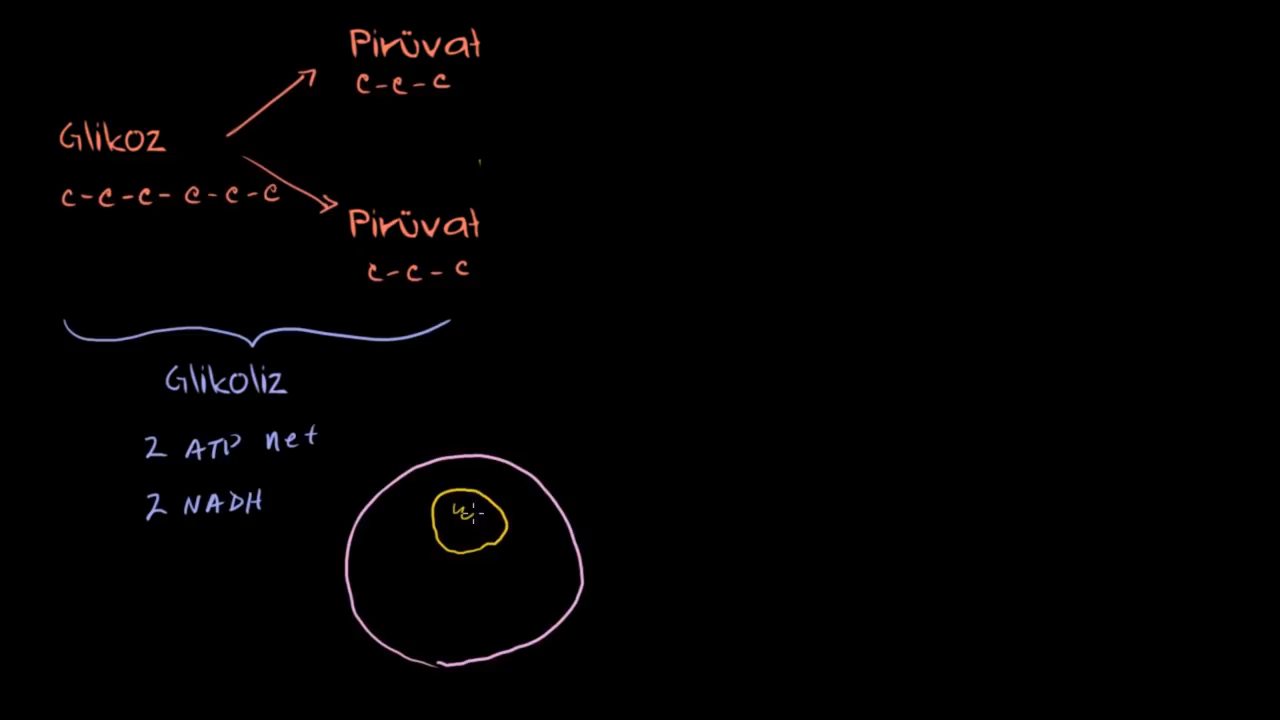 Pirüvat
c-c-c
Glikoz
c-c-c-c-c-c
Pirüvat
c-c-c
Glikoliz
2 ATP net
2 NADH